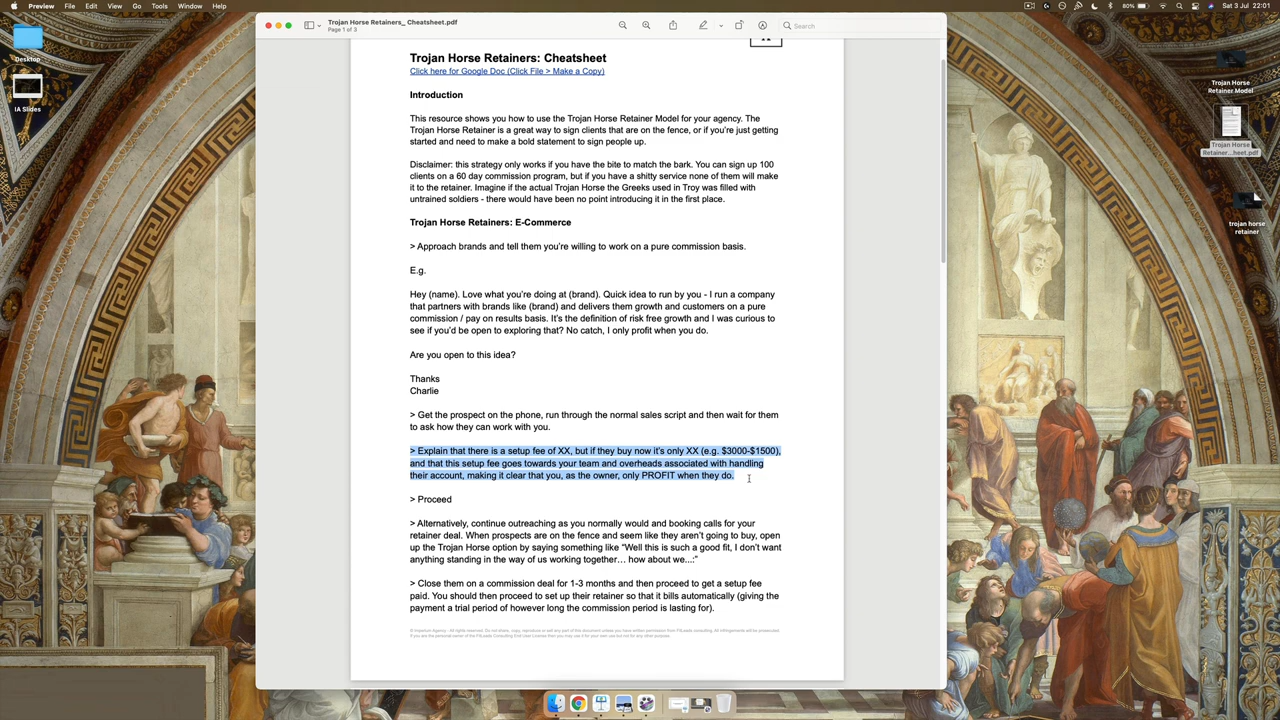 Preview File Edit View Go Tools Window Help
80% Sat 3 Jul 22:01
Trojan Horse Retainers_ Cheatsheet.pdf
Page 1 of 3
Search
Desktop
IA Slides
Trojan Horse
Retainer Model
Trojan Horse
Retainer...heet.pdf
trojan horse
retainer
Trojan Horse Retainers: Cheatsheet
Click here for Google Doc (Click File > Make a Copy)
Introduction
This resource shows you how to use the Trojan Horse Retainer Model for your agency. The
Trojan Horse Retainer is a great way to sign clients that are on the fence, or if you're just getting
started and need to make a bold statement to sign people up.
Disclaimer: this strategy only works if you have the bite to match the bark. You can sign up 100
clients on a 60 day commission program, but if you have a shitty service none of them will make
it to the retainer. Imagine if the actual Trojan Horse the Greeks used in Troy was filled with
untrained soldiers - there would have been no point introducing it in the first place.
Trojan Horse Retainers: E-Commerce
> Approach brands and tell them you're willing to work on a pure commission basis.
E.g.
Hey (name). Love what you're doing at (brand). Quick idea to run by you - I run a company
that partners with brands like (brand) and delivers them growth and customers on a pure
commission / pay on results basis. It's the definition of risk free growth and I was curious to
see if you'd be open to exploring that? No catch, I only profit when you do.
Are you open to this idea?
Thanks
Charlie
> Get the prospect on the phone, run through the normal sales script and then wait for them
to ask how they can work with you.
> Explain that there is a setup fee of XX, but if they buy now it's only XX (e.g. $3000-$1500),
and that this setup fee goes towards your team and overheads associated with handling
their account, making it clear that you, as the owner, only PROFIT when they do.
> Proceed
> Alternatively, continue outreaching as you normally would and booking calls for your
retainer deal. When prospects are on the fence and seem like they aren't going to buy, open
up the Trojan Horse option by saying something like "Well this is such a good fit, I don't want
anything standing in the way of us working together… how about we...:"
> Close them on a commission deal for 1-3 months and then proceed to get a setup fee
paid. You should then proceed to set up their retainer so that it bills automatically (giving the
payment a trial period of however long the commission period is lasting for).